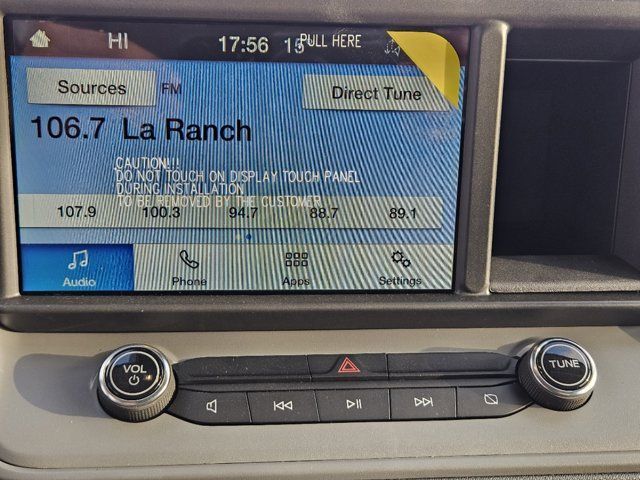 HI 17:56 15° PULL HERE
Sources FM Direct Tune
106.7 La Ranch
CAUTION!!!
DO NOT TOUCH ON DISPLAY TOUCH PANEL
DURING INSTALLATION
TO BE REMOVED BY THE CUSTOMER
107.9 100.3 94.7 88.7 89.1
Audio Phone Apps Settings
VOL TUNE